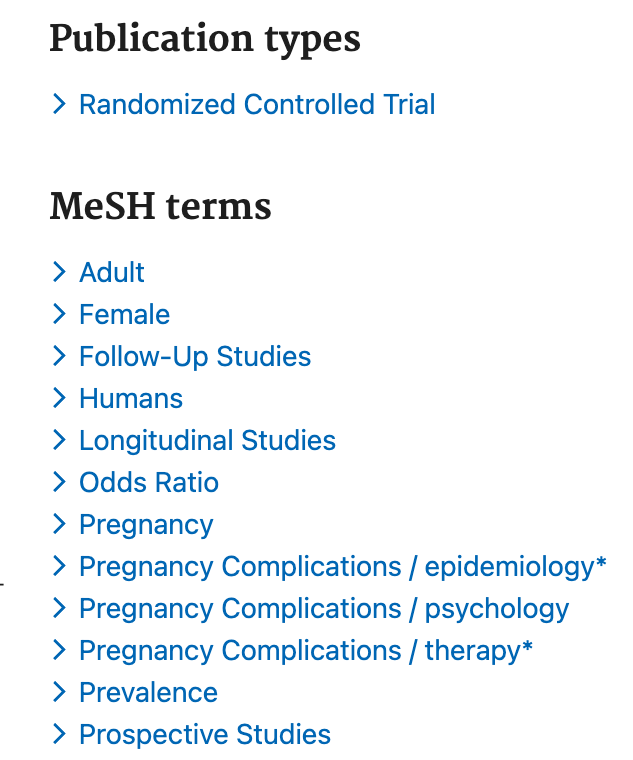 Publication types
Randomized Controlled Trial
MeSH terms
Adult
Female
Follow-Up Studies
Humans
Longitudinal Studies
Odds Ratio
Pregnancy
Pregnancy Complications / epidemiology*
Pregnancy Complications / psychology
Pregnancy Complications / therapy*
Prevalence
Prospective Studies